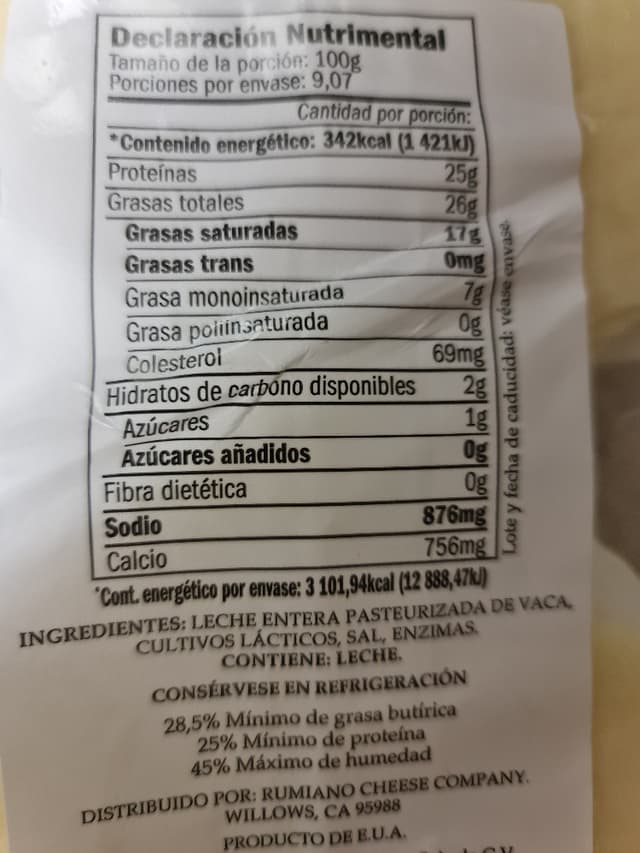 Declaración Nutrimental
Tamaño de la porción: 100g
Porciones por envase: 9,07
Cantidad por porción:
*Contenido energético: 342kcal (1 421kJ)
Proteínas 25g
Grasas totales 26g
Grasas saturadas 17g
Grasas trans 0mg
Grasa monoinsaturada 7g
Grasa poliinsaturada 0g
Colesterol 69mg
Hidratos de carbono disponibles 2g
Azúcares 1g
Azúcares añadidos 0g
Fibra dietética 0g
Sodio 876mg
Calcio 756mg
Lote y fecha de caducidad: véase envase.
*Cont. energético por envase: 3 101,94kcal (12 888,47kJ)
INGREDIENTES: LECHE ENTERA PASTEURIZADA DE VACA,
CULTIVOS LÁCTICOS, SAL, ENZIMAS.
CONTIENE: LECHE.
CONSÉRVESE EN REFRIGERACIÓN
28,5% Mínimo de grasa butírica
25% Mínimo de proteína
45% Máximo de humedad
DISTRIBUIDO POR: RUMIANO CHEESE COMPANY.
WILLOWS, CA 95988
PRODUCTO DE E.U.A.